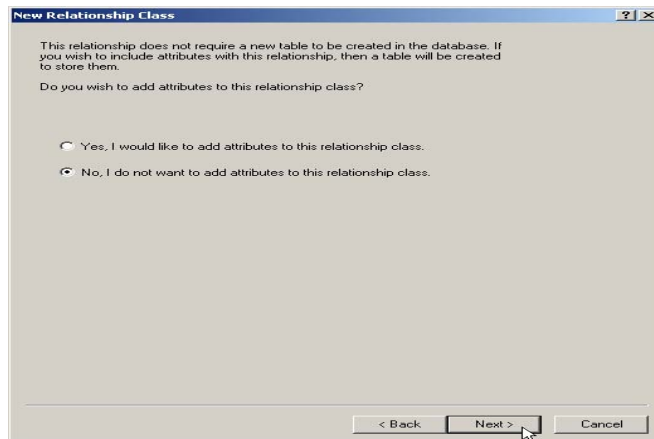 New Relationship Class
? ×
This relationship does not require a new table to be created in the database. If
you wish to include attributes with this relationship, then a table will be created
to store them.
Do you wish to add attributes to this relationship class?
Yes, I would like to add attributes to this relationship class.
No, I do not want to add attributes to this relationship class.
< Back Next > Cancel